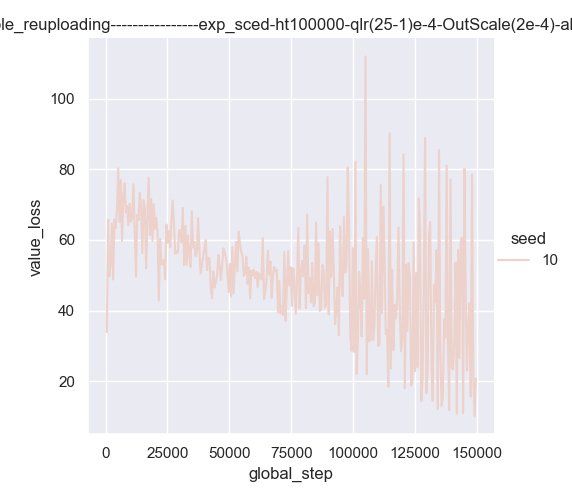 ole_reuploading----------------exp_sced-ht100000-qlr(25-1)e-4-OutScale(2e-4)-al
100
80
60
40
20
value_loss
0 25000 50000 75000 100000 125000 150000
global_step
seed
10